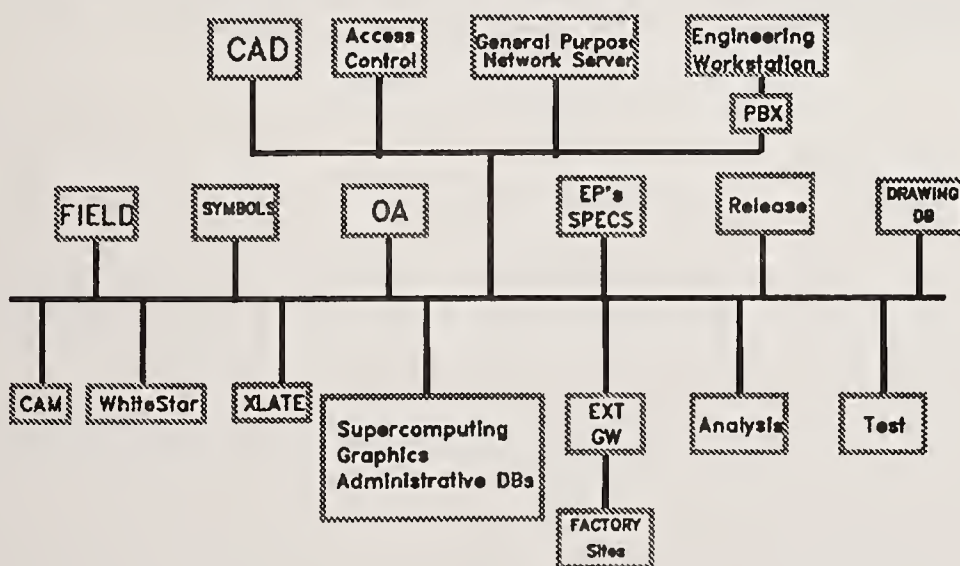 CAD
Access
Control
General Purpose
Network Server
Engineering
Workstation
PBX
FIELD
SYMBOLS
OA
EP's
SPECS
Release
DRAWING
DB
CAM
WhiteStar
XLATE
Supercomputing
Graphics
Administrative DBs
EXT
GW
Analysis
Test
FACTORY
Sites